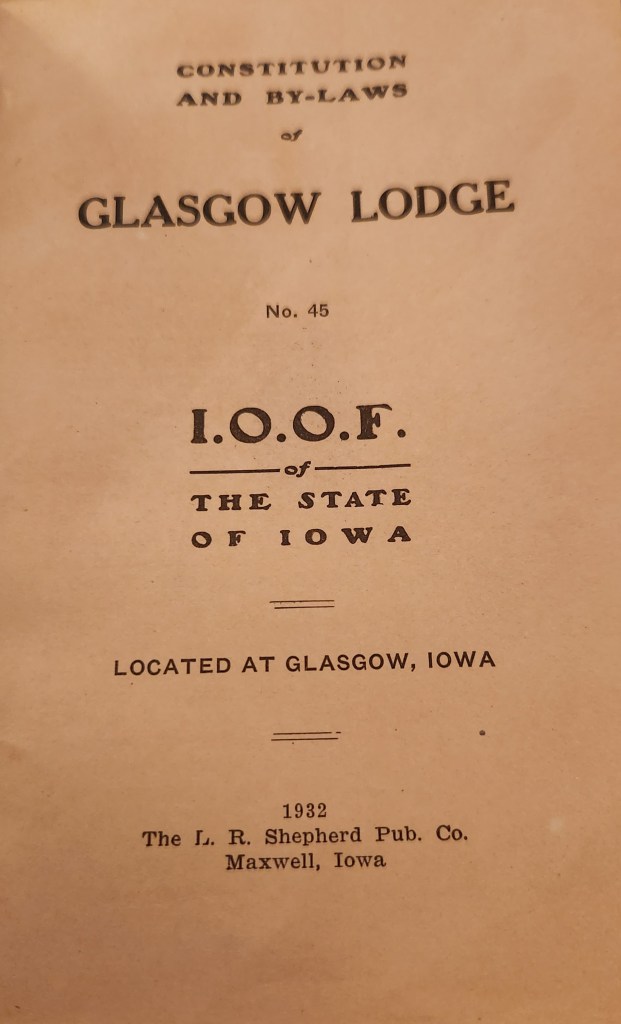 CONSTITUTION
AND BY-LAWS
of
GLASGOW LODGE
No. 45
I.O.O.F.
of
THE STATE
OF IOWA
LOCATED AT GLASGOW, IOWA
1932
The L. R. Shepherd Pub. Co.
Maxwell, Iowa